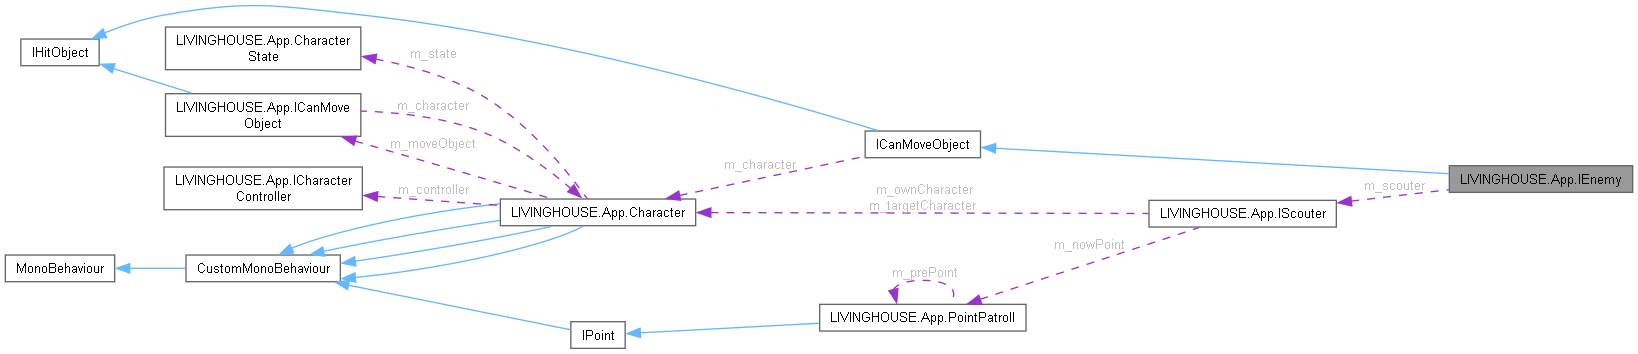 IHitObject
LIVINGHOUSE.App.Character
State
m_state
LIVINGHOUSE.App.ICanMove
Object
m_character
m_moveObject
LIVINGHOUSE.App.ICharacter
Controller
m_controller
LIVINGHOUSE.App.Character
MonoBehaviour
CustomMonoBehaviour
IPoint
ICanMoveObject
m_character
m_ownCharacter
m_targetCharacter
m_prePoint
LIVINGHOUSE.App.PointPatroll
m_nowPoint
LIVINGHOUSE.App.IScouter
m_scouter
LIVINGHOUSE.App.IEnemy